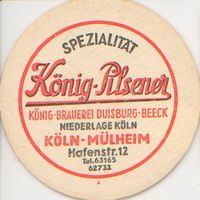 SPEZIALITÄT
König-Pilsener
KÖNIG-BRAUEREI DUISBURG-BEECK
NIEDERLAGE KÖLN
KÖLN-MÜLHEIM
Hafenstr.12
Tel.63165
62732